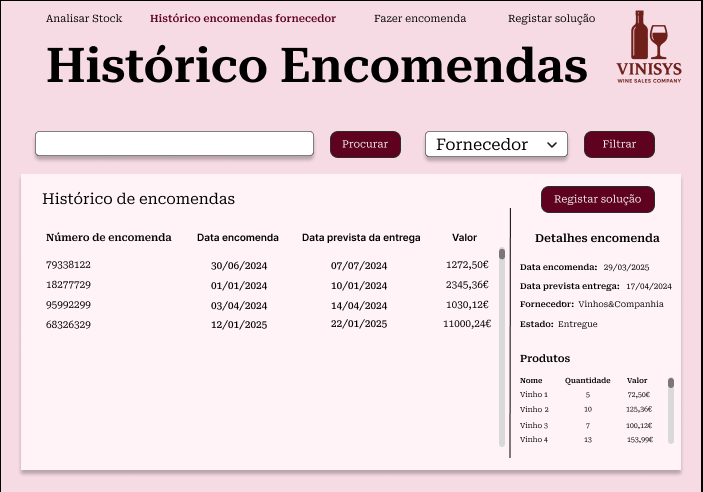 Analisar Stock Histórico encomendas fornecedor Fazer encomenda Registar solução
Histórico Encomendas
VINISYS
WINE SALES COMPANY
Procurar Fornecedor Filtrar
Histórico de encomendas Registar solução
Número de encomenda Data encomenda Data prevista da entrega Valor
79338122 30/06/2024 07/07/2024 1272,50€
18277729 01/01/2024 10/01/2024 2345,36€
95992299 03/04/2024 14/04/2024 1030,12€
68326329 12/01/2025 22/01/2025 11000,24€
Detalhes encomenda
Data encomenda: 29/03/2025
Data prevista entrega: 17/04/2024
Fornecedor: Vinhos&Companhia
Estado: Entregue
Produtos
Nome Quantidade Valor
Vinho 1 5 72,50€
Vinho 2 10 128,36€
Vinho 3 7 100,12€
Vinho 4 13 153,99€